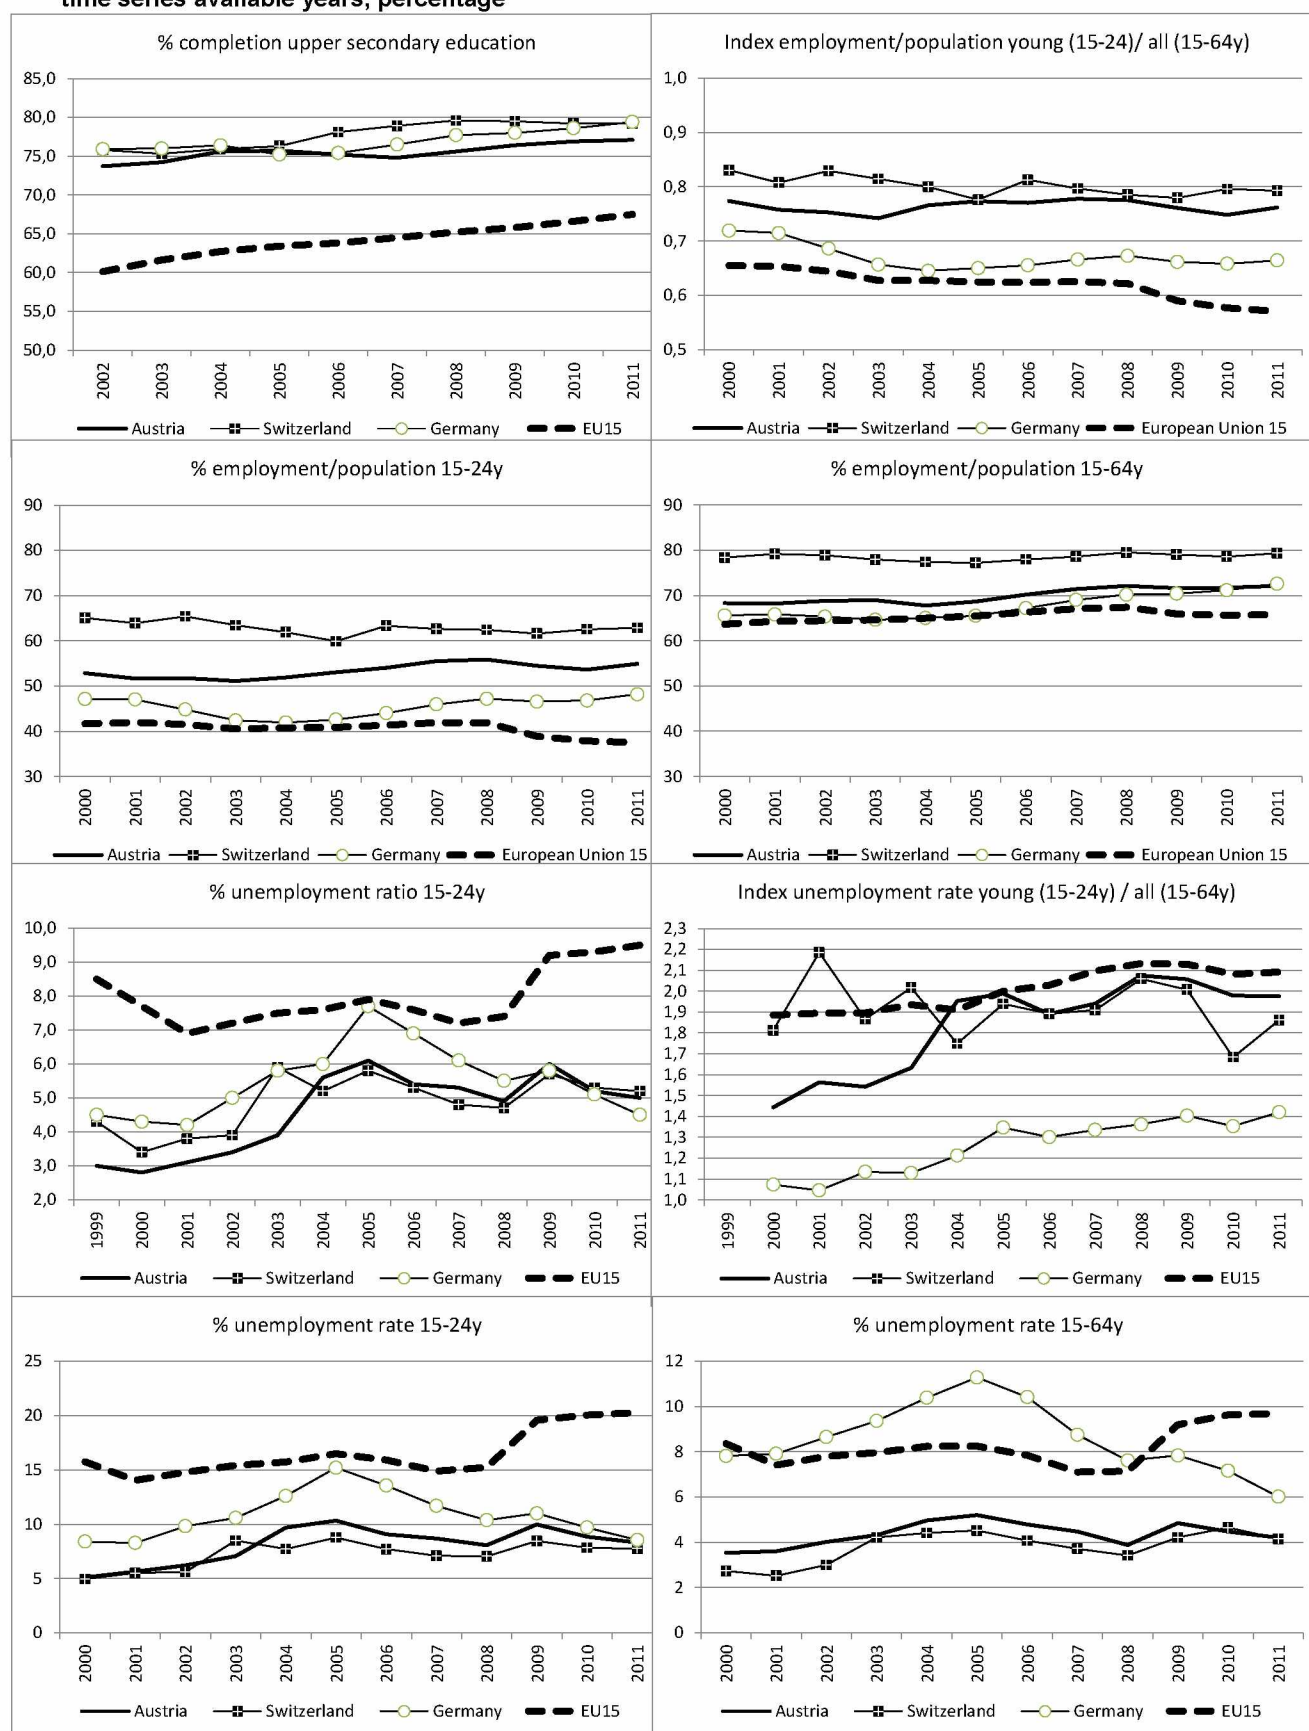 time series available years, percentage
% completion upper secondary education
85,0
80,0
75,0
70,0
65,0
60,0
55,0
50,0
2002 2003 2004 2005 2006 2007 2008 2009 2010 2011
Austria Switzerland Germany EU15
Index employment/population young (15-24)/ all (15-64y)
1,0
0,9
0,8
0,7
0,6
0,5
2000 2001 2002 2003 2004 2005 2006 2007 2008 2009 2010 2011
Austria Switzerland Germany European Union 15
% employment/population 15-24y
90
80
70
60
50
40
30
2000 2001 2002 2003 2004 2005 2006 2007 2008 2009 2010 2011
Austria Switzerland Germany European Union 15
% employment/population 15-64y
90
80
70
60
50
40
30
2000 2001 2002 2003 2004 2005 2006 2007 2008 2009 2010 2011
Austria Switzerland Germany European Union 15
% unemployment ratio 15-24y
10,0
9,0
8,0
7,0
6,0
5,0
4,0
3,0
2,0
1999 2000 2001 2002 2003 2004 2005 2006 2007 2008 2009 2010 2011
Austria Switzerland Germany EU15
Index unemployment rate young (15-24y) / all (15-64y)
2,3
2,2
2,1
2,0
1,9
1,8
1,7
1,6
1,5
1,4
1,3
1,2
1,1
1,0
1999 2000 2001 2002 2003 2004 2005 2006 2007 2008 2009 2010 2011
Austria Switzerland Germany EU15
% unemployment rate 15-24y
25
20
15
10
5
0
2000 2001 2002 2003 2004 2005 2006 2007 2008 2009 2010 2011
Austria Switzerland Germany EU15
% unemployment rate 15-64y
12
10
8
6
4
2
0
2000 2001 2002 2003 2004 2005 2006 2007 2008 2009 2010 2011
Austria Switzerland Germany EU15